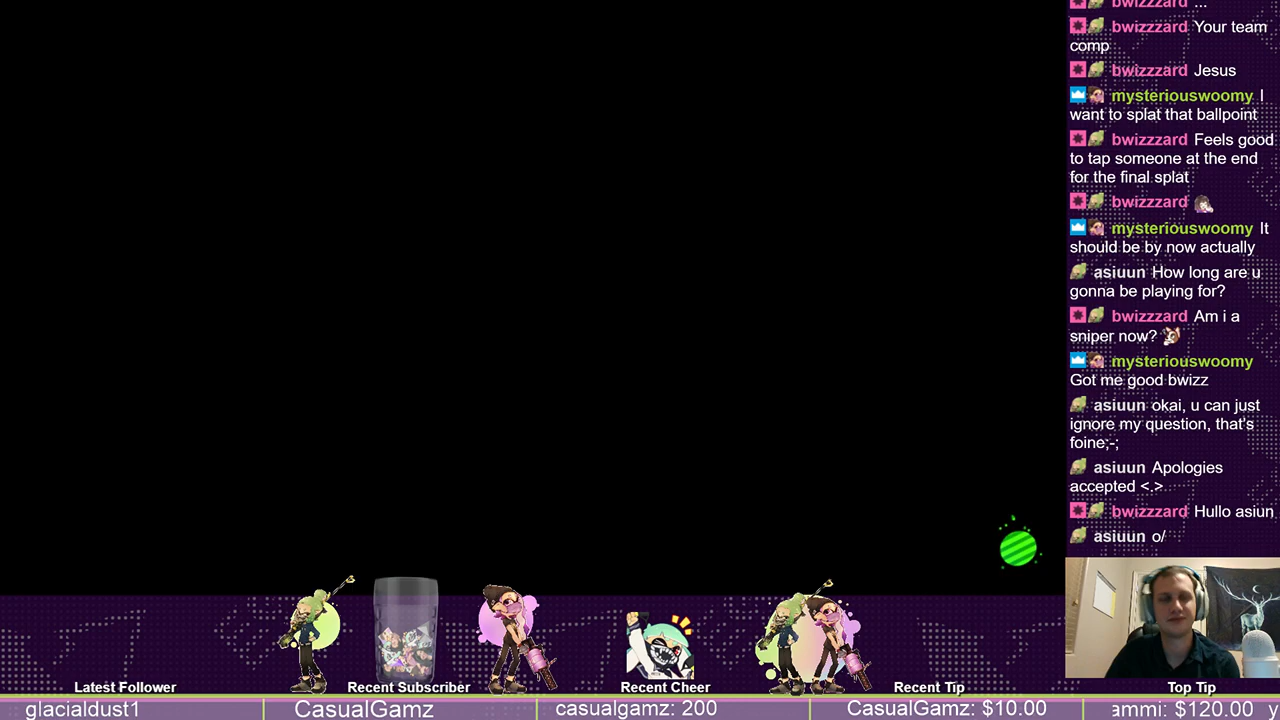 bwizzzard ...
bwizzzard Your team
comp
bwizzzard Jesus
mysteriouswoomy I
want to splat that ballpoint
bwizzzard Feels good
to tap someone at the end
for the final splat
bwizzzard
mysteriouswoomy It
should be by now actually
asiuun How long are u
gonna be playing for?
bwizzzard Am i a
sniper now?
mysteriouswoomy
Got me good bwizz
asiuun okai, u can just
ignore my question, that's
foine;-;
asiuun Apologies
accepted <.>
bwizzzard Hullo asiun
asiuun o/
Latest Follower
Recent Subscriber
Recent Cheer
Recent Tip
Top Tip
glacialdust1
CasualGamz
casualgamz: 200
CasualGamz: $10.00
ammi: $120.00 y